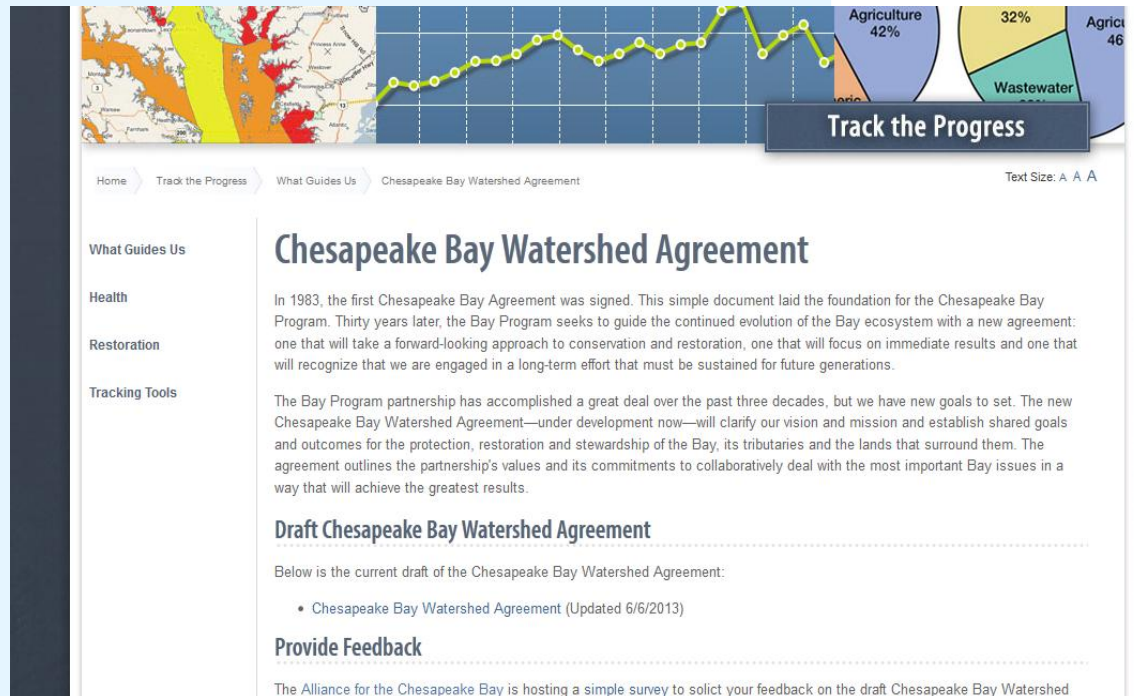 Agriculture
42%
32%
Agricu
46
Wastewater
Track the Progress
Home Track the Progress What Guides Us Chesapeake Bay Watershed Agreement
Text Size: A A A
What Guides Us
Health
Restoration
Tracking Tools
Chesapeake Bay Watershed Agreement
In 1983, the first Chesapeake Bay Agreement was signed. This simple document laid the foundation for the Chesapeake Bay
Program. Thirty years later, the Bay Program seeks to guide the continued evolution of the Bay ecosystem with a new agreement:
one that will take a forward-looking approach to conservation and restoration, one that will focus on immediate results and one that
will recognize that we are engaged in a long-term effort that must be sustained for future generations.
The Bay Program partnership has accomplished a great deal over the past three decades, but we have new goals to set. The new
Chesapeake Bay Watershed Agreement—under development now—will clarify our vision and mission and establish shared goals
and outcomes for the protection, restoration and stewardship of the Bay, its tributaries and the lands that surround them. The
agreement outlines the partnership's values and its commitments to collaboratively deal with the most important Bay issues in a
way that will achieve the greatest results.
Draft Chesapeake Bay Watershed Agreement
Below is the current draft of the Chesapeake Bay Watershed Agreement:
• Chesapeake Bay Watershed Agreement (Updated 6/6/2013)
Provide Feedback
The Alliance for the Chesapeake Bay is hosting a simple survey to solict your feedback on the draft Chesapeake Bay Watershed